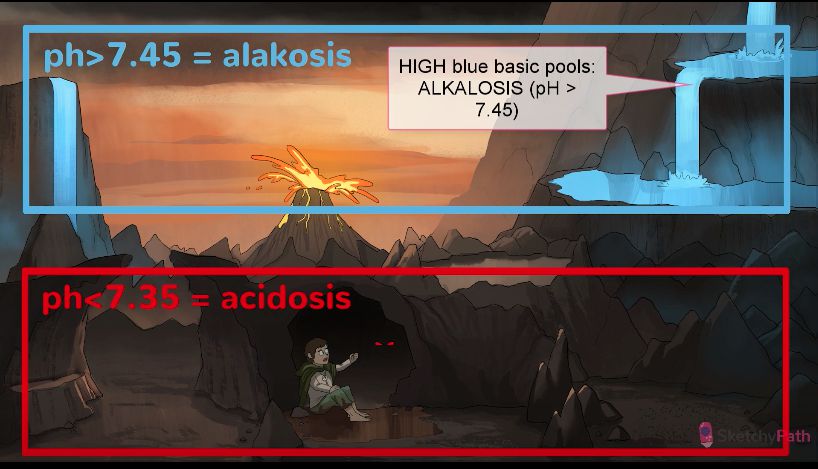 ph>7.45 = alakosis
HIGH blue basic pools:
ALKALOSIS (pH >
7.45)
ph<7.35 = acidosis
SketchyPath